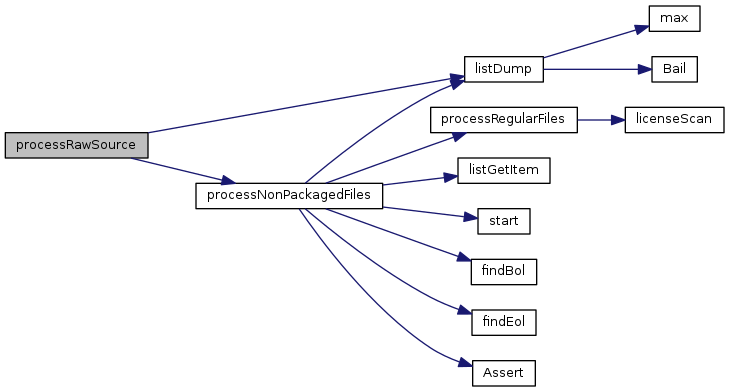 max
listDump
Bail
processRegularFiles
licenseScan
processRawSource
listGetItem
processNonPackagedFiles
start
findBol
findEol
Assert